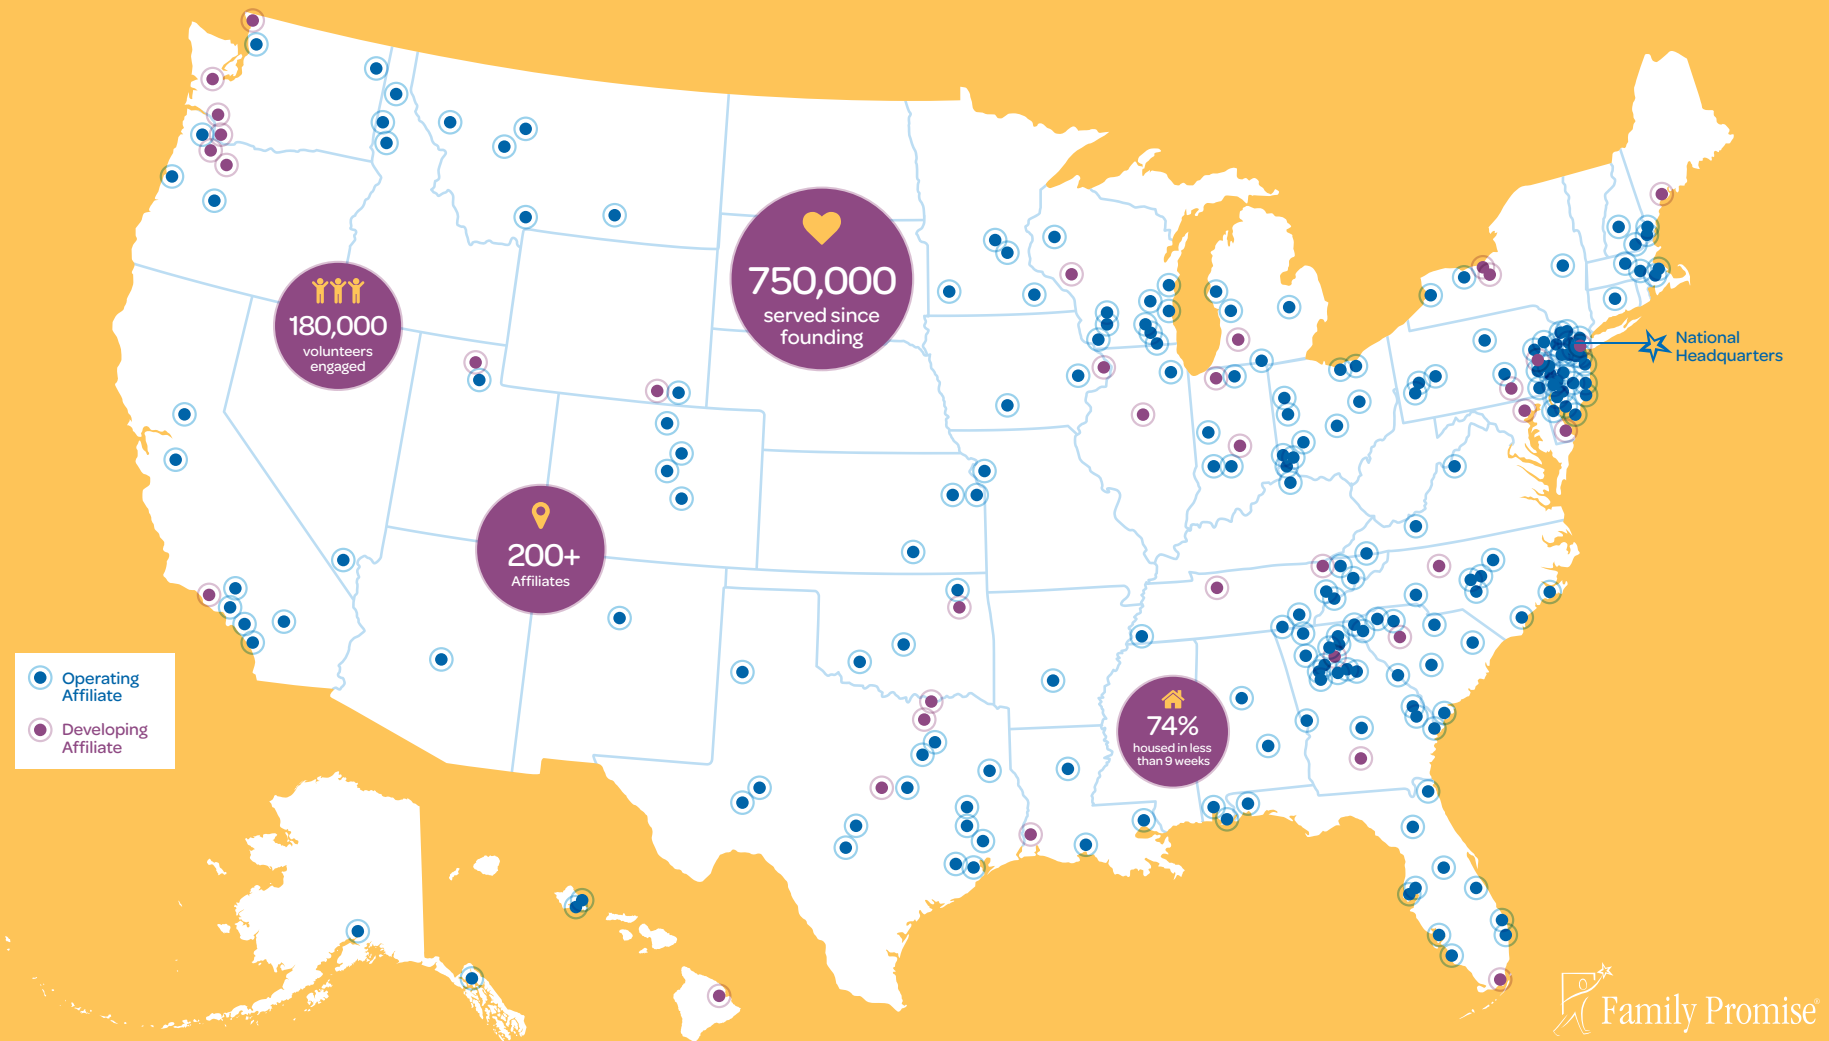 750,000
served since
founding
180,000
volunteers
engaged
National
Headquarters
200+
Affiliates
Operating
Affiliate
Developing
Affiliate
74%
housed in less
than 9 weeks
Family Promise®